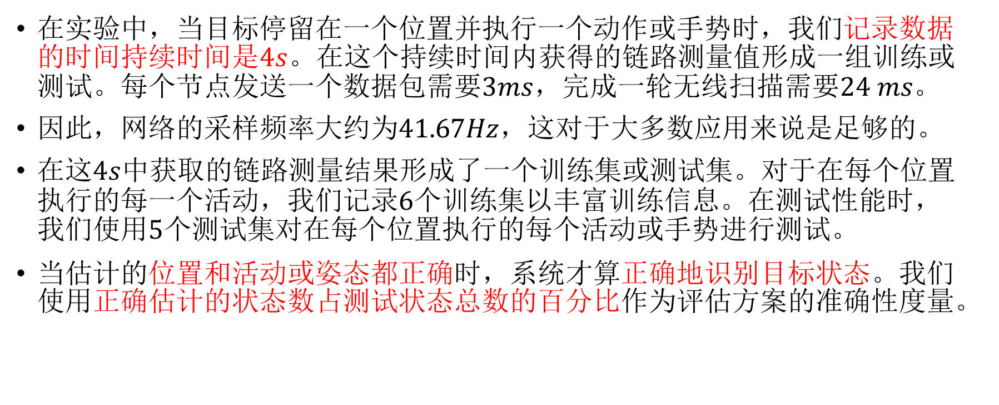 • 在实验中，当目标停留在一个位置并执行一个动作或手势时，我们记录数据
的时间持续时间是4s。在这个持续时间内获得的链路测量值形成一组训练或
测试。每个节点发送一个数据包需要3ms，完成一轮无线扫描需要24 ms。
• 因此，网络的采样频率大约为41.67Hz，这对于大多数应用来说是足够的。
• 在这4s中获取的链路测量结果形成了一个训练集或测试集。对于在每个位置
执行的每一个活动，我们记录6个训练集以丰富训练信息。在测试性能时，
我们使用5个测试集对在每个位置执行的每个活动或手势进行测试。
• 当估计的位置和活动或姿态都正确时，系统才算正确地识别目标状态。我们
使用正确估计的状态数占测试状态总数的百分比作为评估方案的准确性度量。